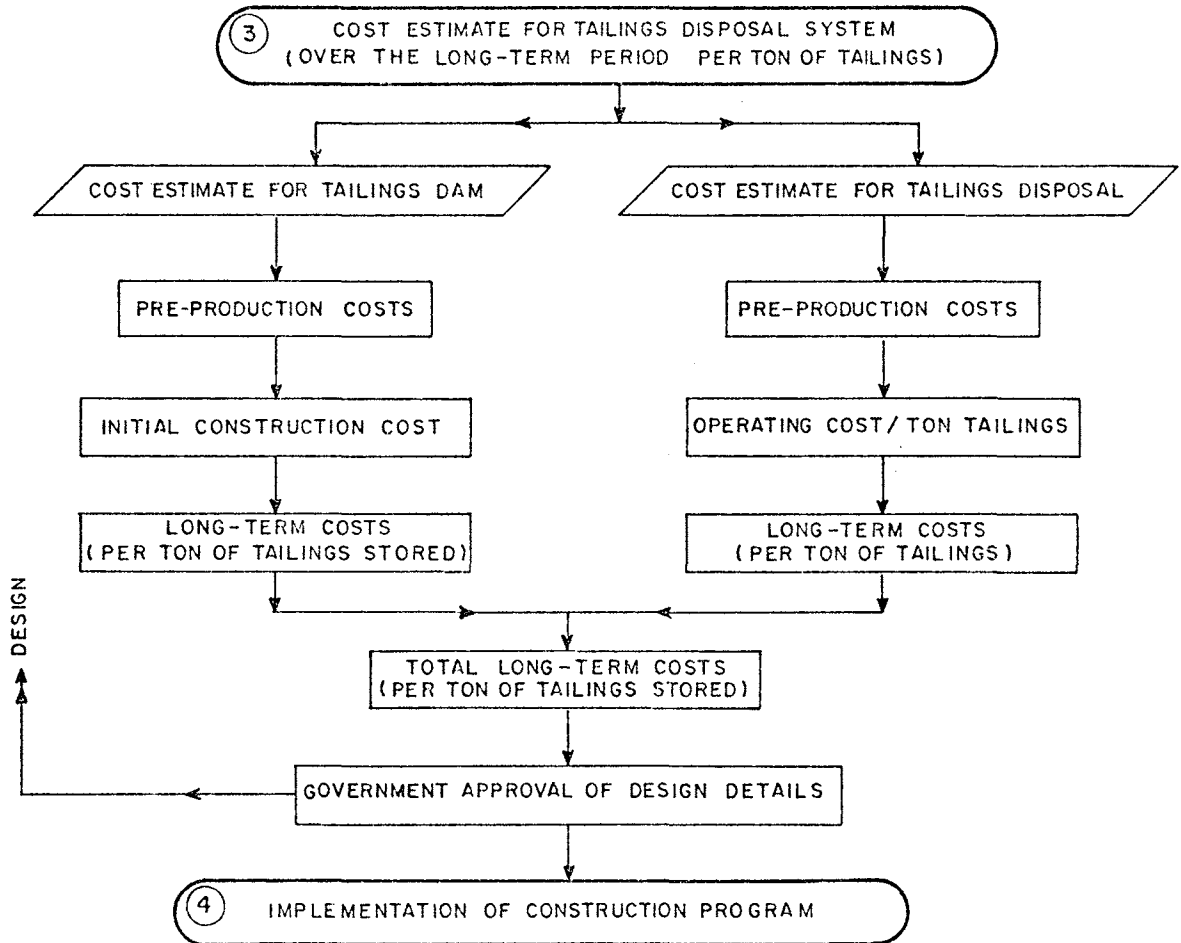 3
COST ESTIMATE FOR TAILINGS DISPOSAL SYSTEM
(OVER THE LONG-TERM PERIOD PER TON OF TAILINGS)
COST ESTIMATE FOR TAILINGS DAM
COST ESTIMATE FOR TAILINGS DISPOSAL
PRE-PRODUCTION COSTS
PRE-PRODUCTION COSTS
INITIAL CONSTRUCTION COST
OPERATING COST/TON TAILINGS
LONG-TERM COSTS
(PER TON OF TAILINGS STORED)
LONG-TERM COSTS
(PER TON OF TAILINGS)
DESIGN
TOTAL LONG-TERM COSTS
(PER TON OF TAILINGS STORED)
GOVERNMENT APPROVAL OF DESIGN DETAILS
4
IMPLEMENTATION OF CONSTRUCTION PROGRAM